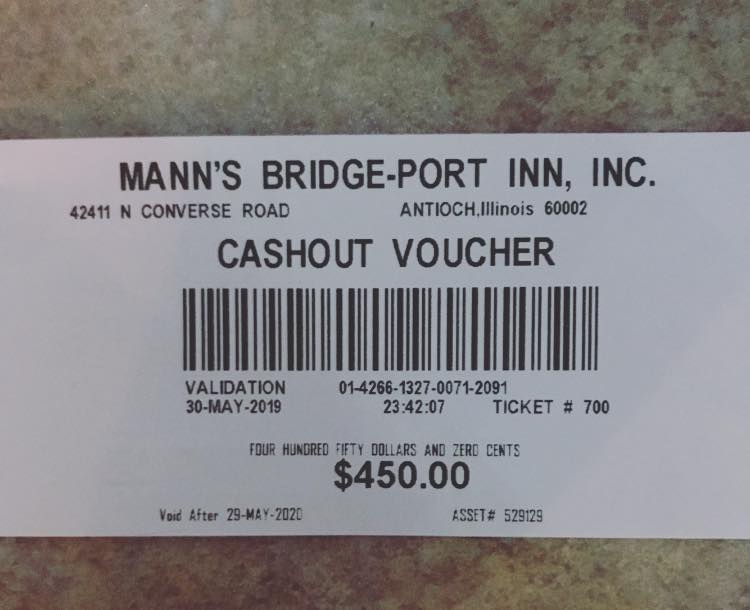 MANN'S BRIDGE-PORT INN, INC.
42411 N CONVERSE ROAD ANTIOCH,Illinois 60002
CASHOUT VOUCHER
VALIDATION 01-4266-1327-0071-2091
30-MAY-2019 23:42:07 TICKET # 700
FOUR HUNDRED FIFTY DOLLARS AND ZERO CENTS
$450.00
Void After 29-MAY-2020 ASSET# 529129